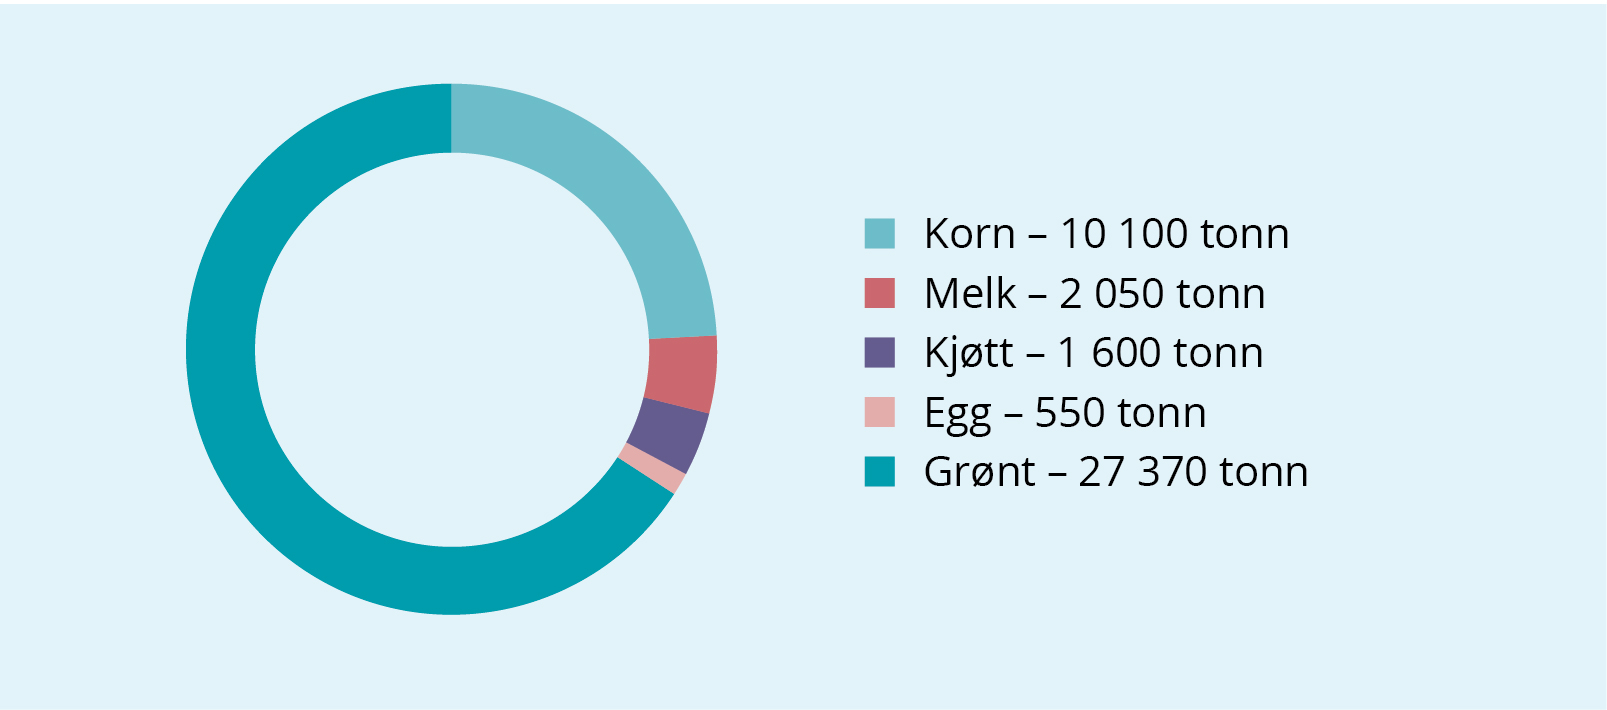 Korn – 10 100 tonn
Melk – 2 050 tonn
Kjøtt – 1 600 tonn
Egg – 550 tonn
Grønt – 27 370 tonn